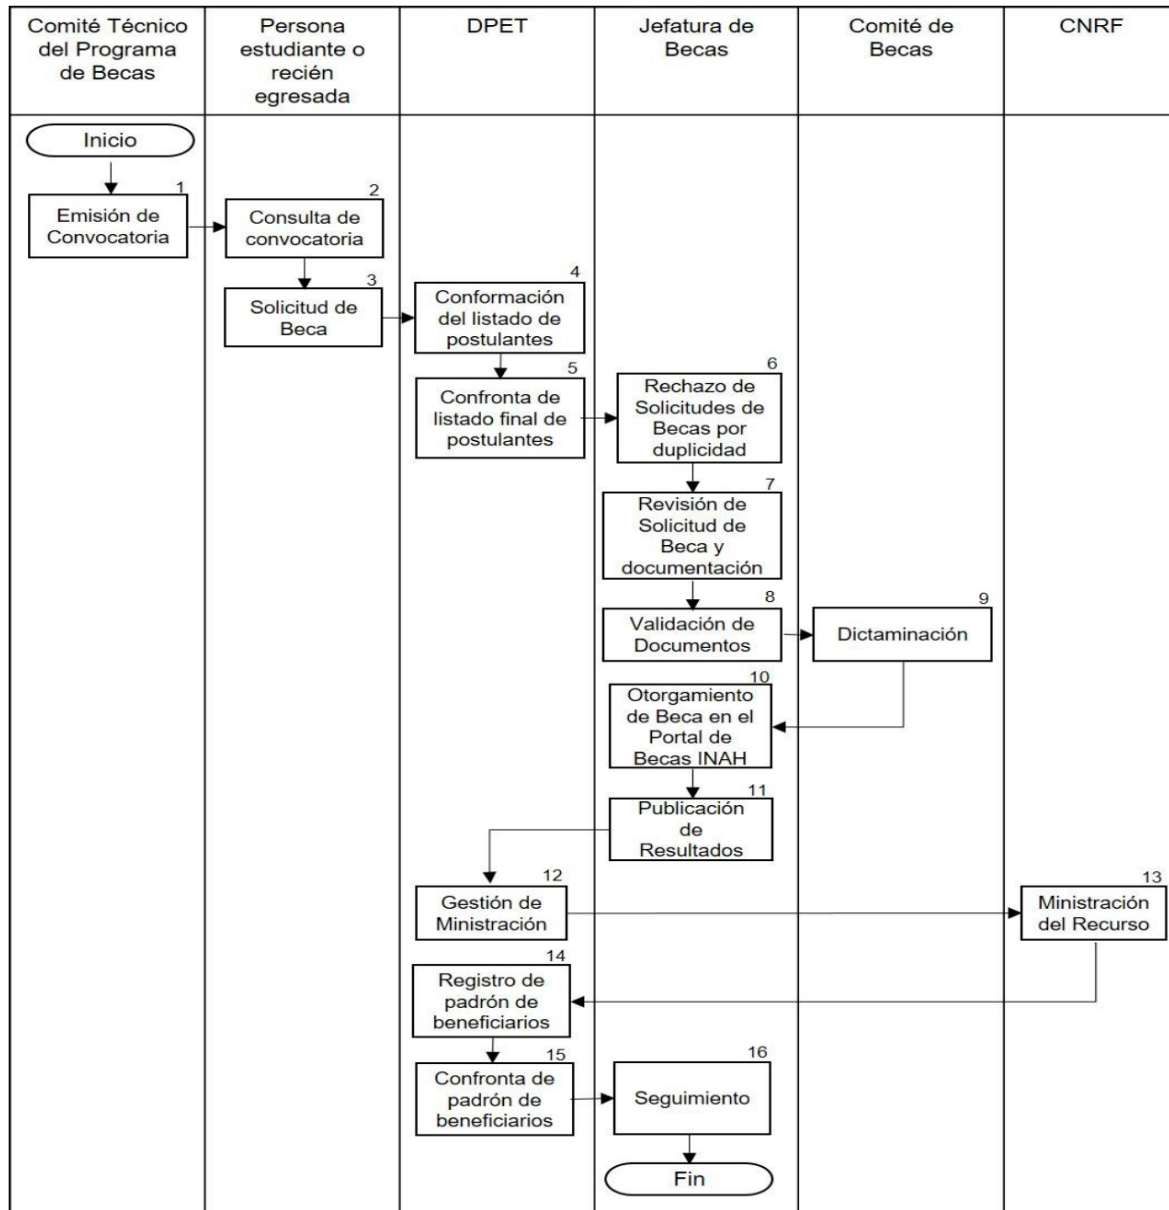 Comité Técnico
del Programa
de Becas
Persona
estudiante o
recién
egresada
DPET
Jefatura de
Becas
Comité de
Becas
CNRF
Inicio
1
Emisión de
Convocatoria
2
Consulta de
convocatoria
3
Solicitud de
Beca
4
Conformación
del listado de
postulantes
5
Confronta de
listado final de
postulantes
6
Rechazo de
Solicitudes de
Becas por
duplicidad
7
Revisión de
Solicitud de
Beca y
documentación
8
Validación de
Documentos
9
Dictaminación
10
Otorgamiento
de Beca en el
Portal de
Becas INAH
11
Publicación
de
Resultados
12
Gestión de
Ministración
13
Ministración
del Recurso
14
Registro de
padrón de
beneficiarios
15
Confronta de
padrón de
beneficiarios
16
Seguimiento
Fin